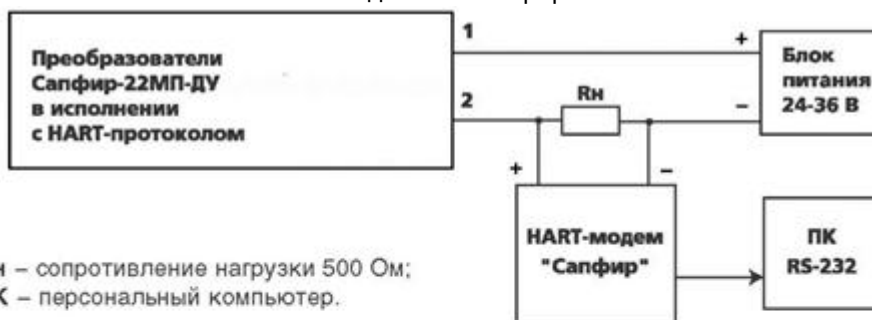 Преобразователи
Сапфир-22МП-ДУ
в исполнении
с HART-протоколом
1
2
Rн
+
–
Блок
питания
24-36 В
+
–
HART-модем
"Сапфир"
ПК
RS-232
н – сопротивление нагрузки 500 Ом;
К – персональный компьютер.